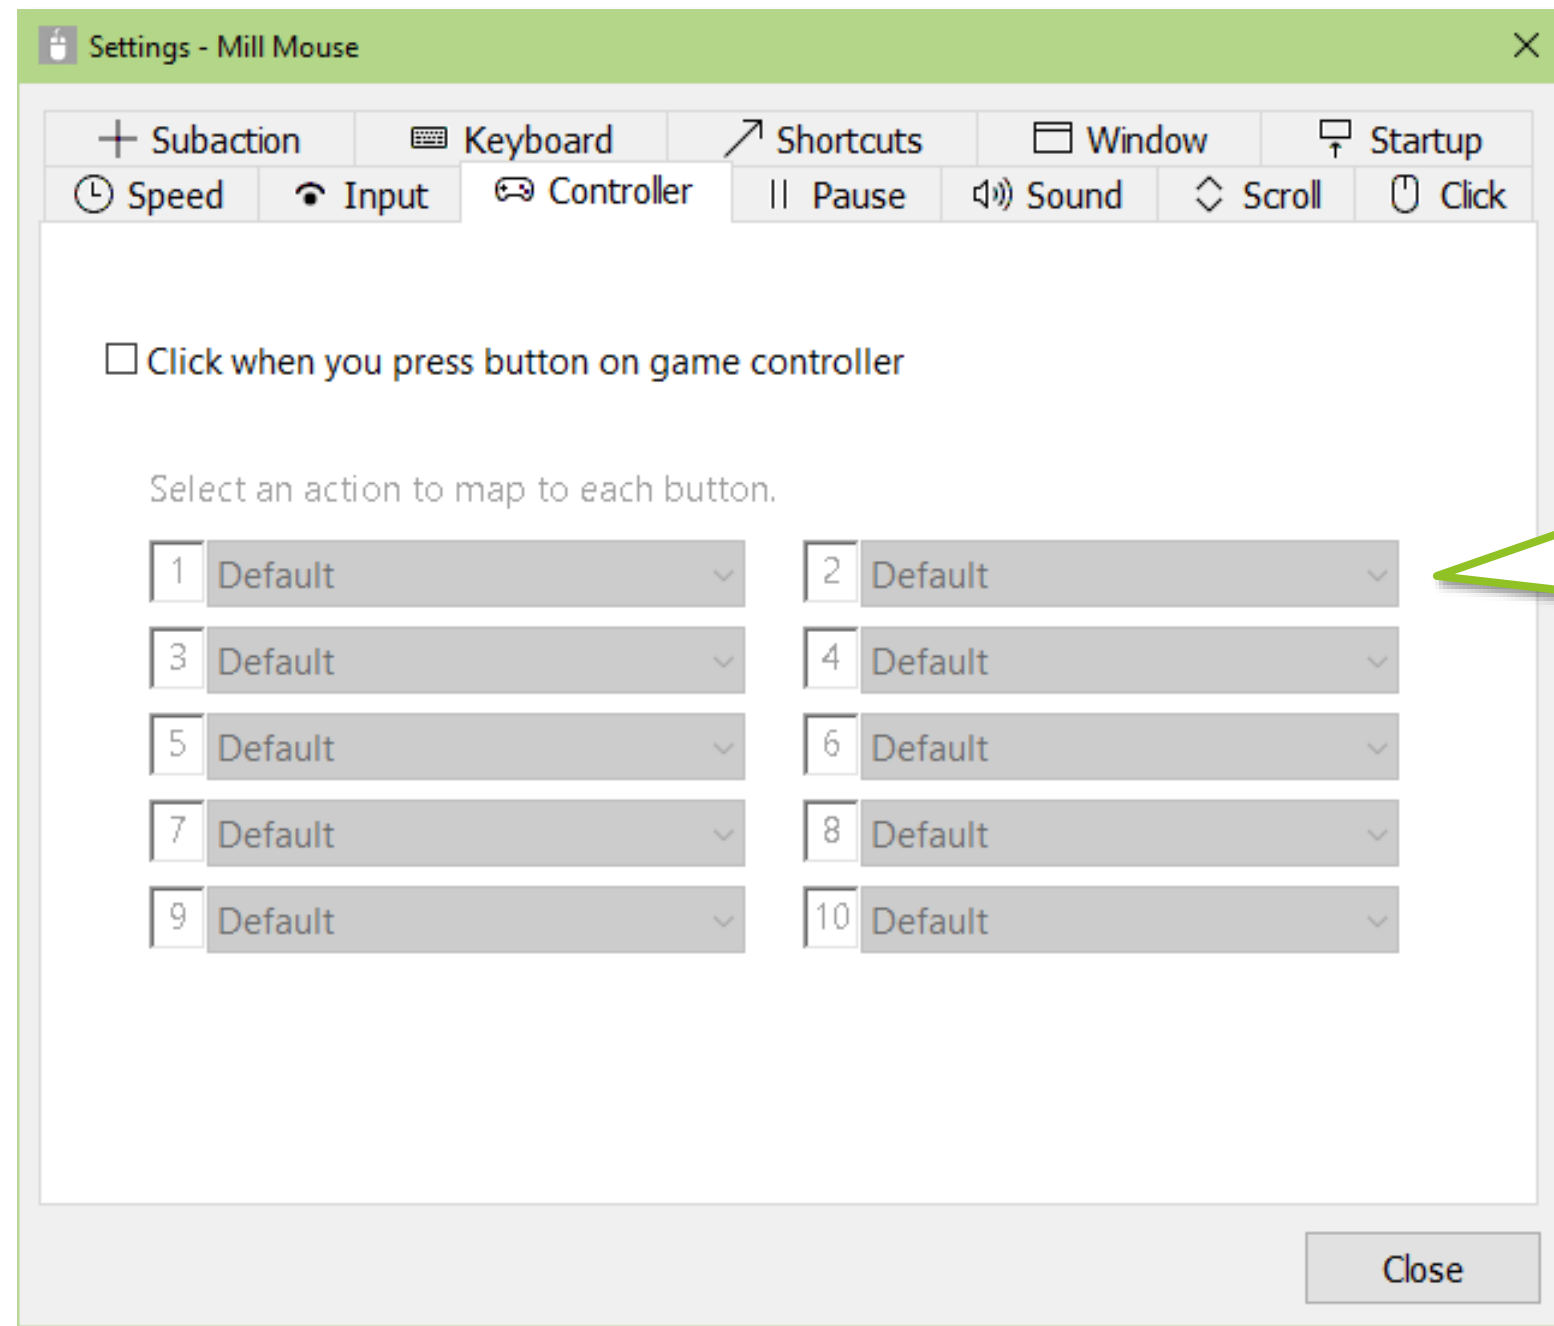 Settings - Mill Mouse
Subaction Keyboard Shortcuts Window Startup
Speed Input Controller Pause Sound Scroll Click
Click when you press button on game controller
Select an action to map to each button.
1 Default 2 Default
3 Default 4 Default
5 Default 6 Default
7 Default 8 Default
9 Default 10 Default
Close